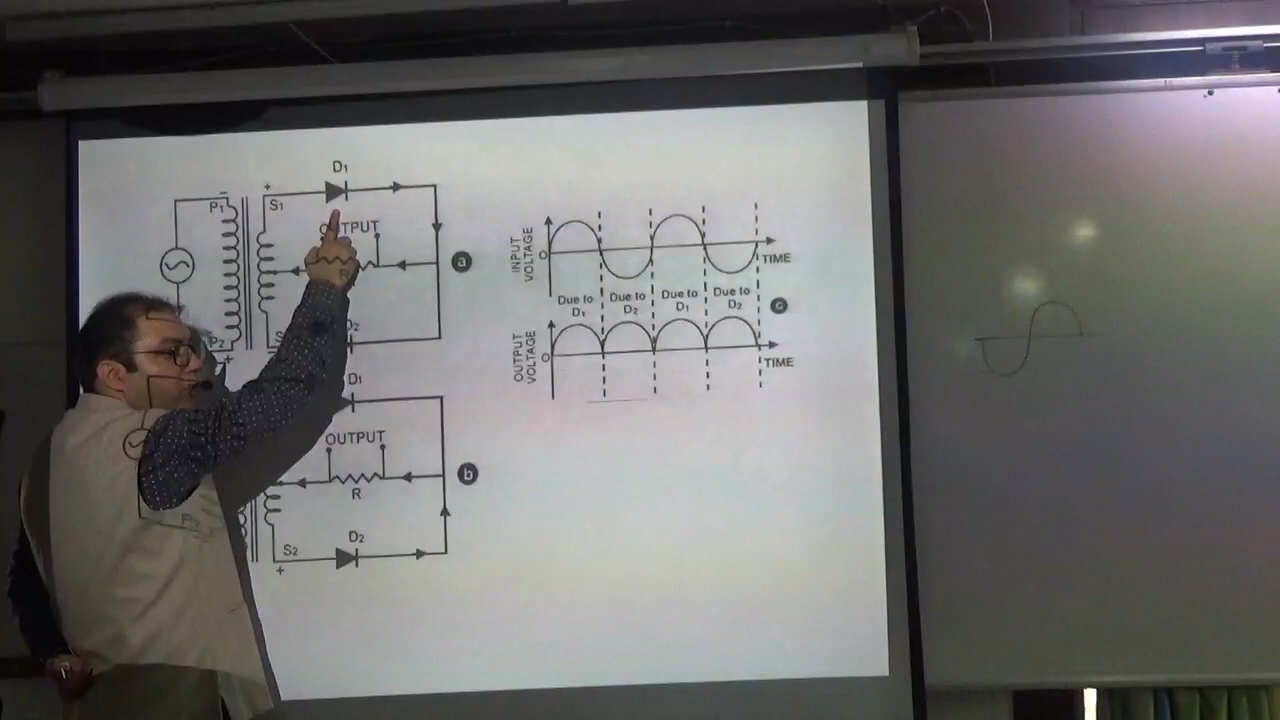 D1
P1
S1
+
OUTPUT
R
a
P2
+
D2
D1
OUTPUT
R
b
D2
S2
+
INPUT VOLTAGE
O
TIME
Due to D1
Due to D2
Due to D1
Due to D2
c
OUTPUT VOLTAGE
O
TIME